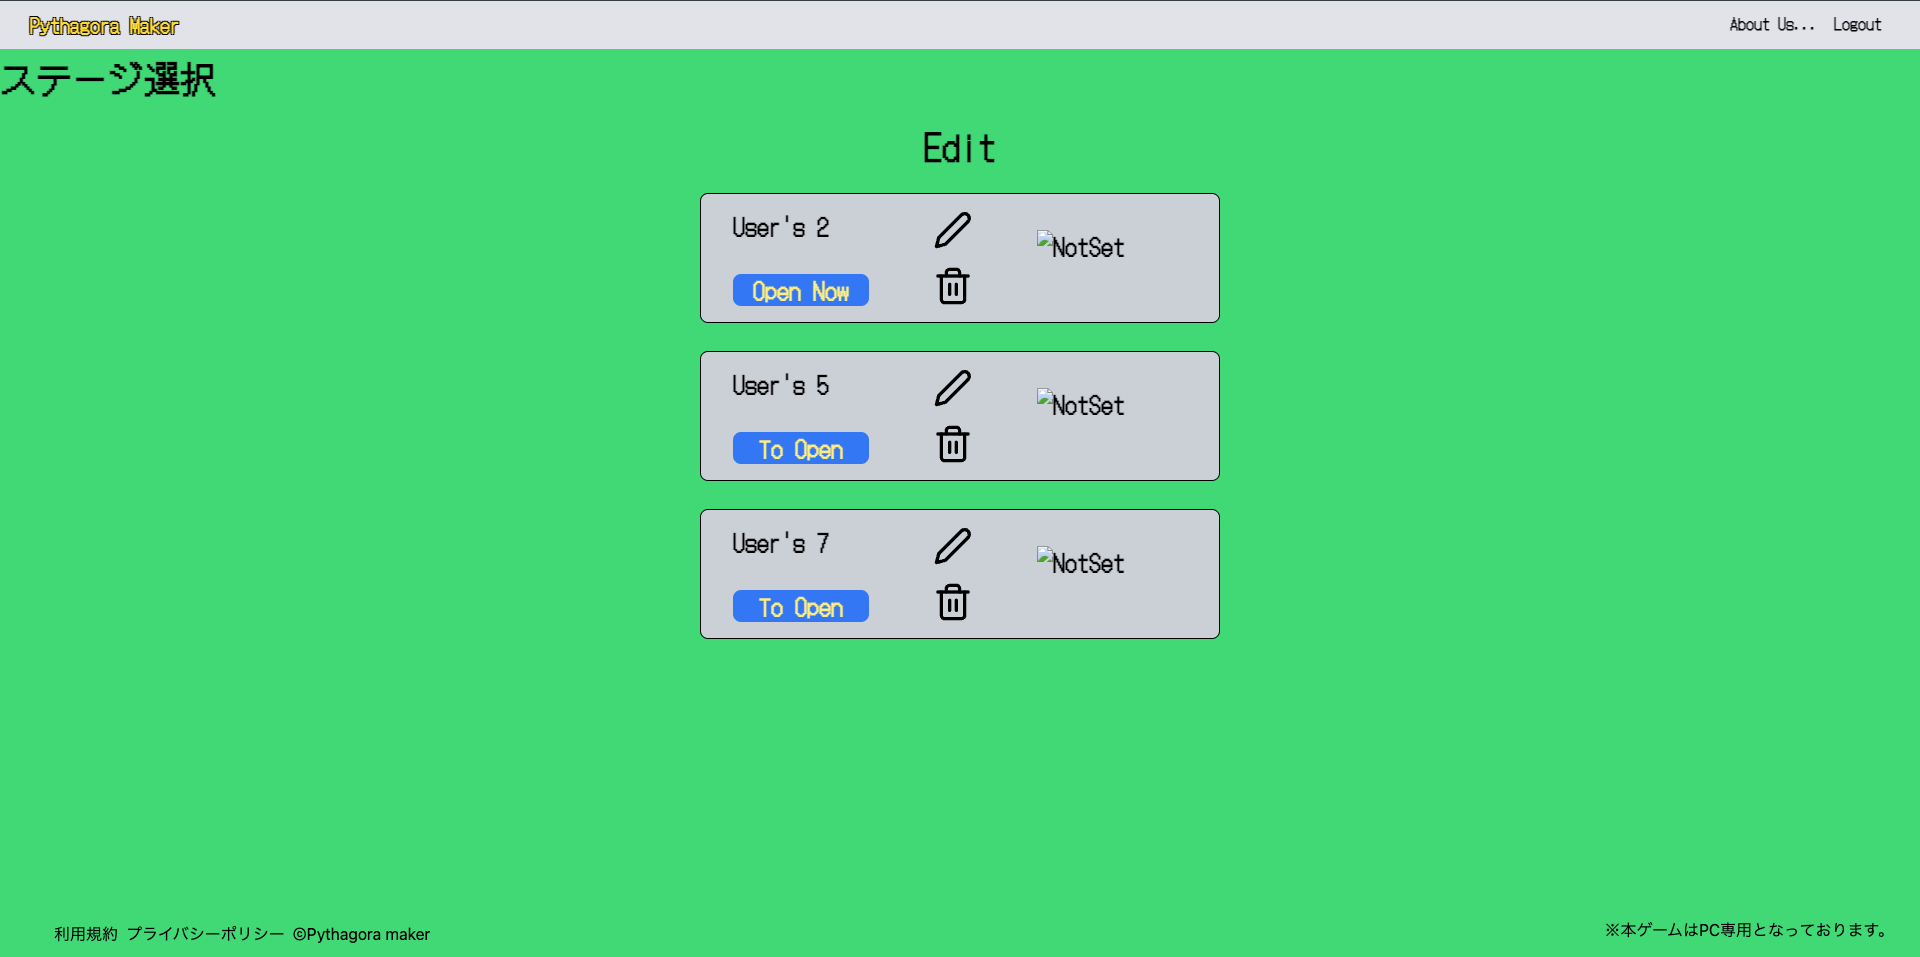 Pythagora Maker
About Us... Logout
ステージ選択
Edit
User's 2
NotSet
Open Now
User's 5
NotSet
To Open
User's 7
NotSet
To Open
利用規約 プライバシーポリシー ©Pythagora maker
※本ゲームはPC専用となっております。